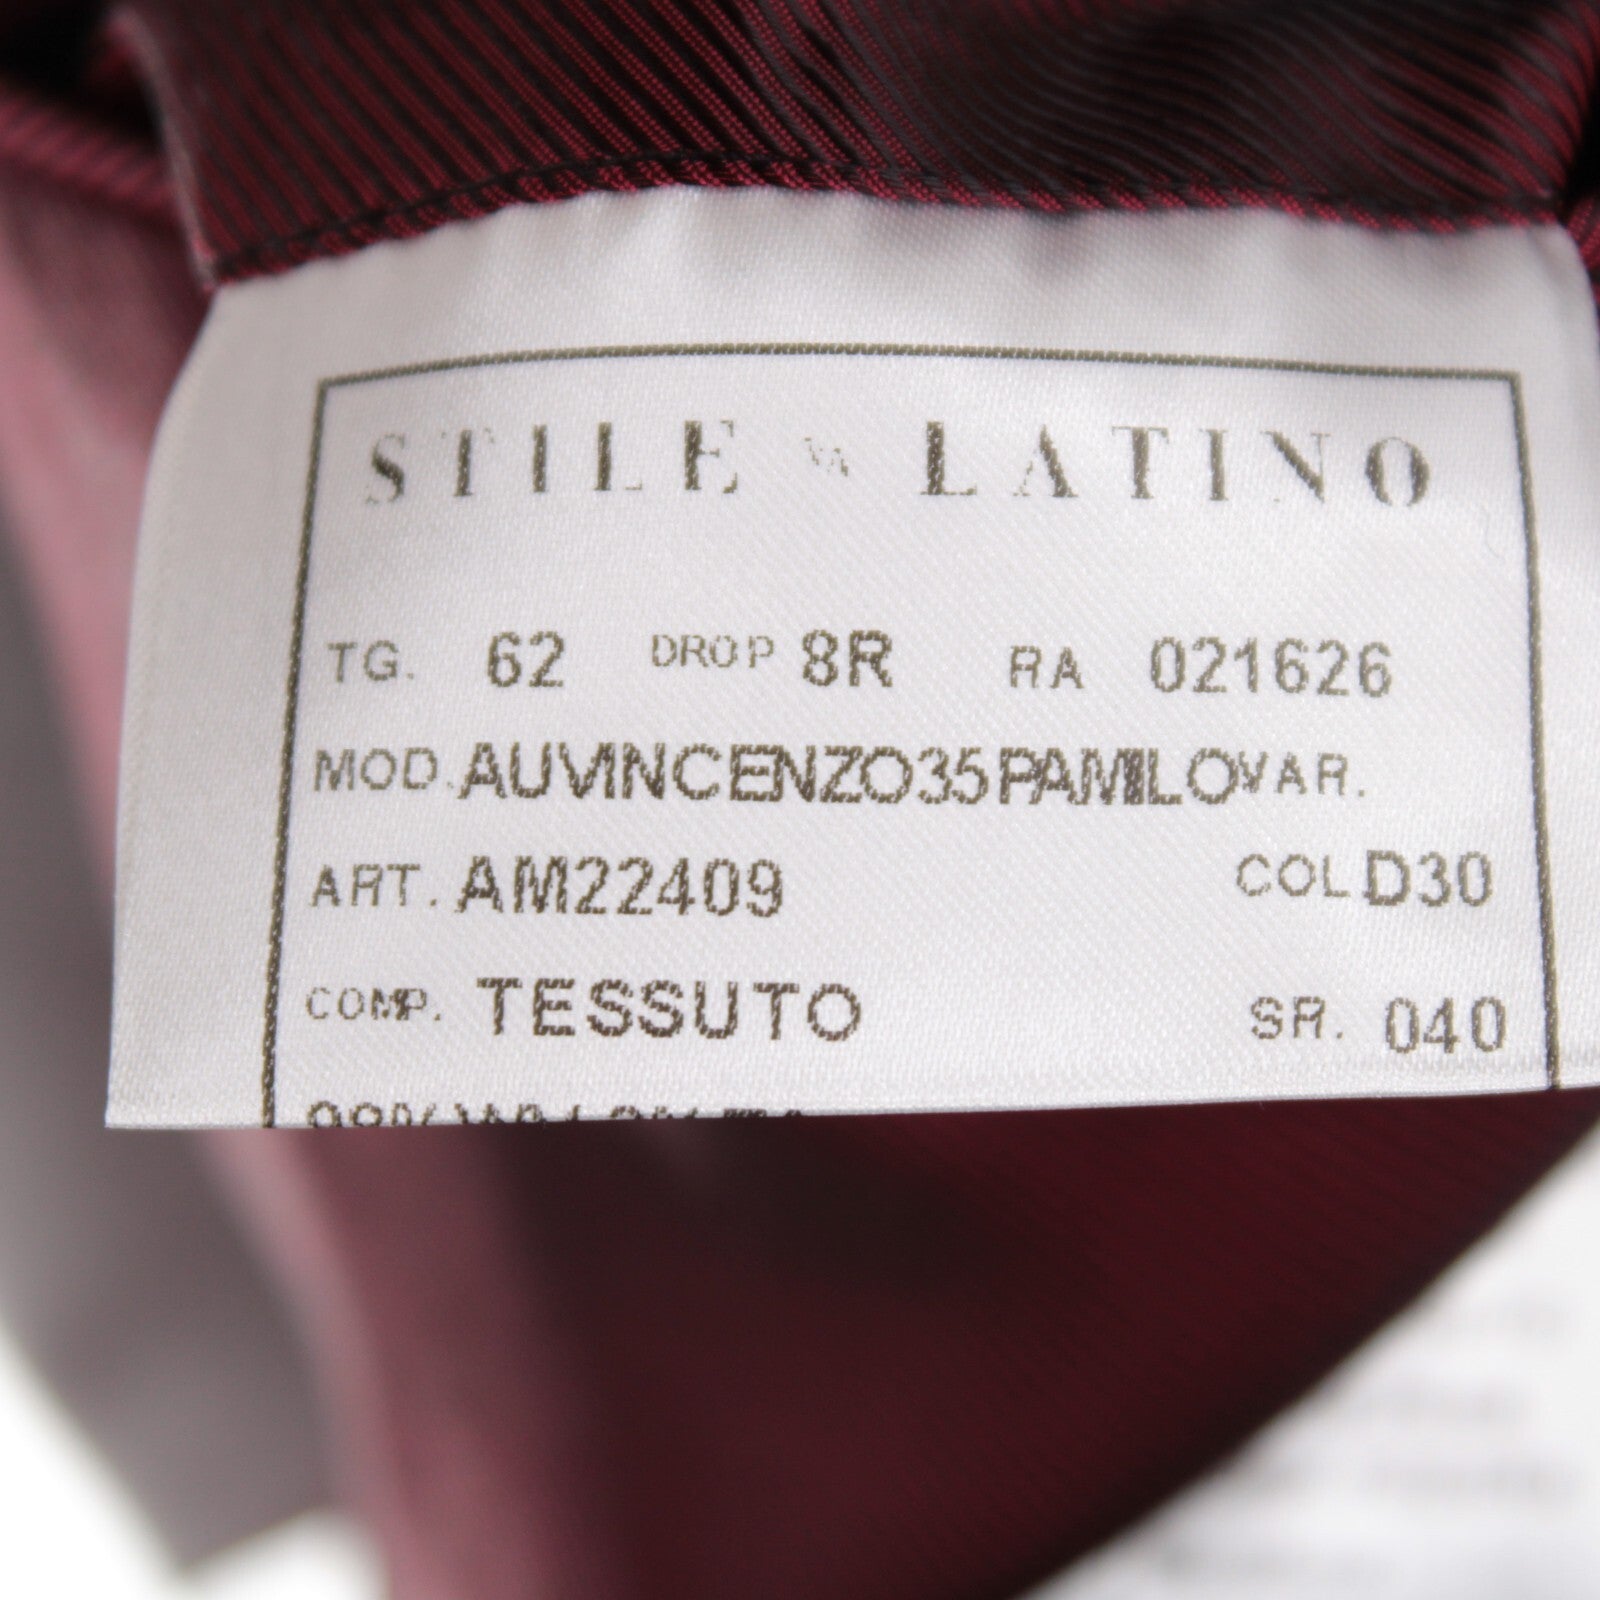 STILE LATINO
TG. 62 DROP 8R RA 021626
MOD. AUVINCENZO35PAMILO VAR.
ART. AM22409 COL D30
COMP. TESSUTO SR. 040